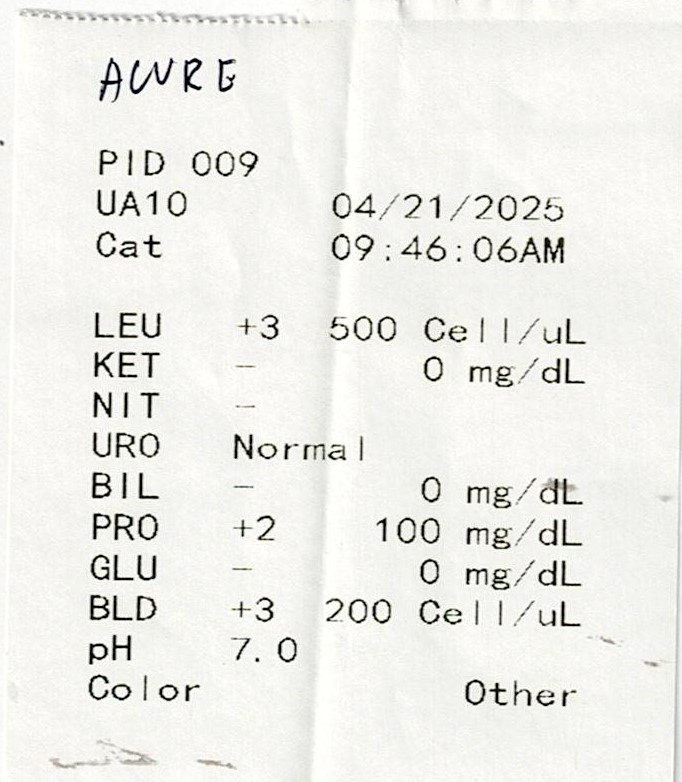 AWRE
PID 009
UA10 04/21/2025
Cat 09:46:06AM
LEU +3 500 Cell/uL
KET - 0 mg/dL
NIT -
URO Normal
BIL - 0 mg/dL
PRO +2 100 mg/dL
GLU - 0 mg/dL
BLD +3 200 Cell/uL
pH 7.0
Color Other